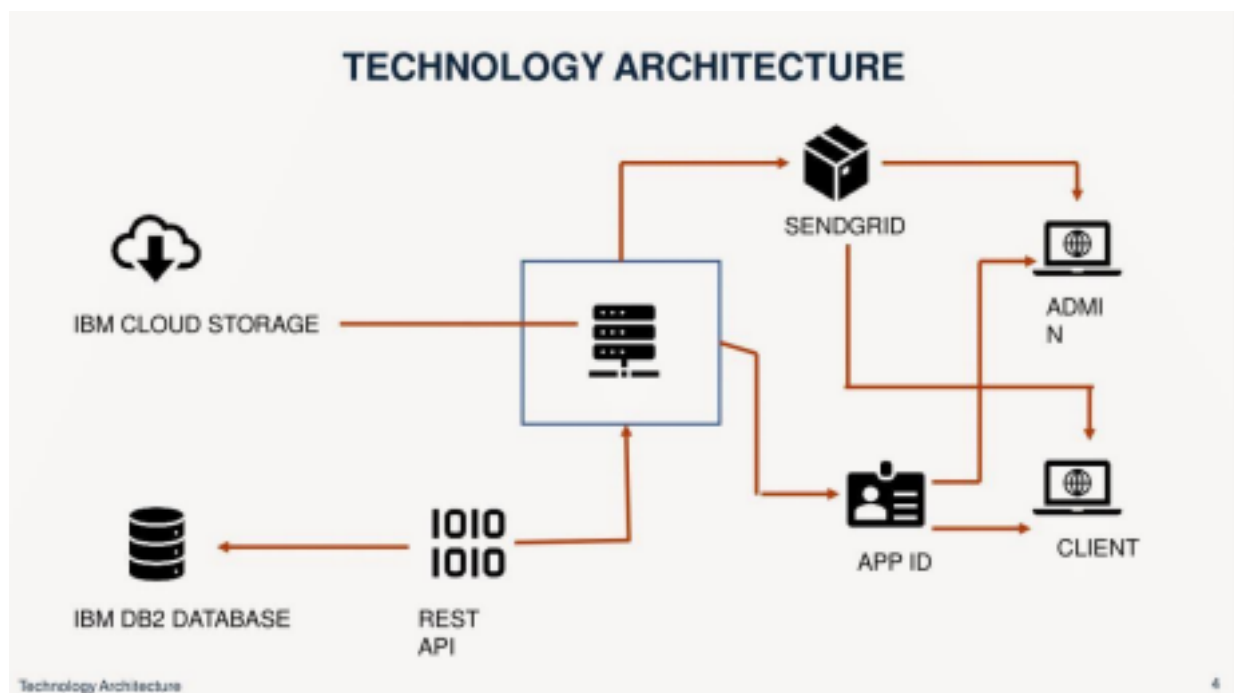 TECHNOLOGY ARCHITECTURE
SENDGRID
IBM CLOUD STORAGE
ADMI
N
1010
1010
APP ID
CLIENT
IBM DB2 DATABASE
REST
API
Technology Architecture
4